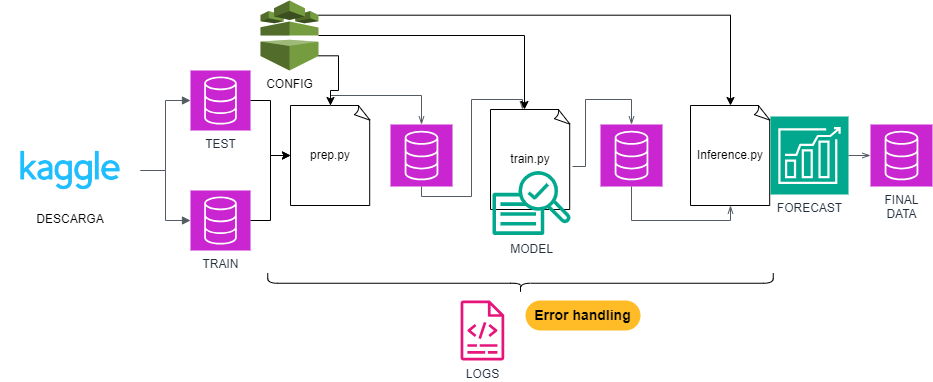 CONFIG
TEST
prep.py
train.py
Inference.py
kaggle
DESCARGA
TRAIN
MODEL
FORECAST
FINAL
DATA
Error handling
LOGS